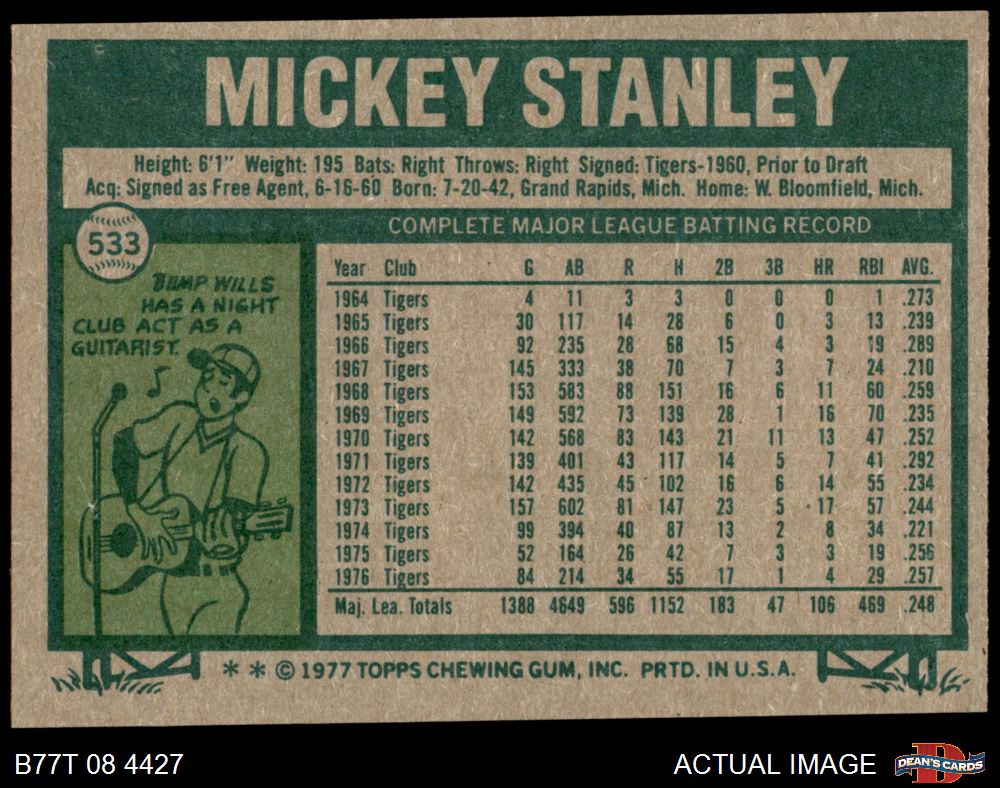 MICKEY STANLEY
Height: 6'1" Weight: 195 Bats: Right Throws: Right Signed: Tigers-1960, Prior to Draft
Acq: Signed as Free Agent, 6-16-60 Born: 7-20-42, Grand Rapids, Mich. Home: W. Bloomfield, Mich.
533
BUMP WILLS
HAS A NIGHT
CLUB ACT AS A
GUITARIST.
COMPLETE MAJOR LEAGUE BATTING RECORD
Year Club G AB R H 2B 3B HR RBI AVG.
1964 Tigers 4 11 3 3 0 0 0 1 .273
1965 Tigers 30 117 14 28 6 0 3 13 .239
1966 Tigers 92 235 28 68 15 4 3 19 .289
1967 Tigers 145 333 38 70 7 3 7 24 .210
1968 Tigers 153 583 88 151 16 6 11 60 .259
1969 Tigers 149 592 73 139 28 1 16 70 .235
1970 Tigers 142 568 83 143 21 11 13 47 .252
1971 Tigers 139 401 43 117 14 5 7 41 .292
1972 Tigers 142 435 45 102 16 6 14 55 .234
1973 Tigers 157 602 81 147 23 5 17 57 .244
1974 Tigers 99 394 40 87 13 2 8 34 .221
1975 Tigers 52 164 26 42 7 3 3 19 .256
1976 Tigers 84 214 34 55 17 1 4 29 .257
Maj. Lea. Totals 1388 4649 596 1152 183 47 106 469 .248
* * © 1977 TOPPS CHEWING GUM, INC. PRTD. IN U.S.A.
B77T 08 4427
ACTUAL IMAGE
DEAN'S CARDS